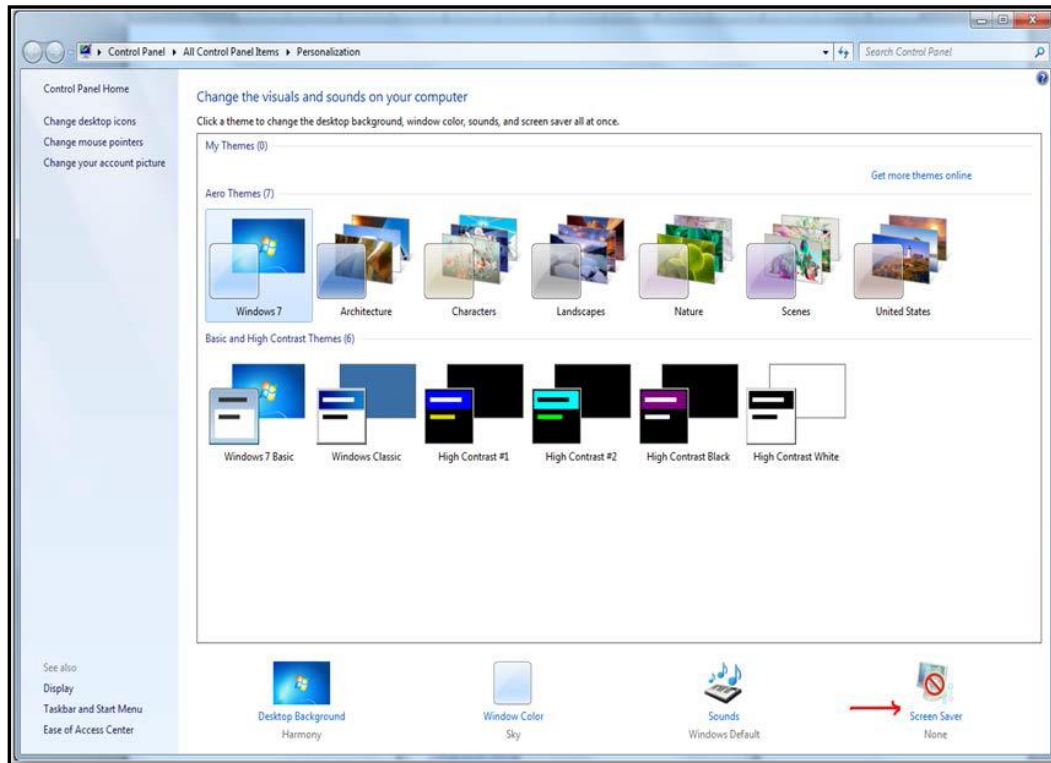 Control Panel ▸ All Control Panel Items ▸ Personalization
Search Control Panel
Control Panel Home
Change desktop icons
Change mouse pointers
Change your account picture
Change the visuals and sounds on your computer
Click a theme to change the desktop background, window color, sounds, and screen saver all at once.
My Themes (0)
Get more themes online
Aero Themes (7)
Windows 7 Architecture Characters Landscapes Nature Scenes United States
Basic and High Contrast Themes (6)
Windows 7 Basic Windows Classic High Contrast #1 High Contrast #2 High Contrast Black High Contrast White
See also
Display
Taskbar and Start Menu
Ease of Access Center
Desktop Background Window Color Sounds Screen Saver
Harmony Sky Windows Default None